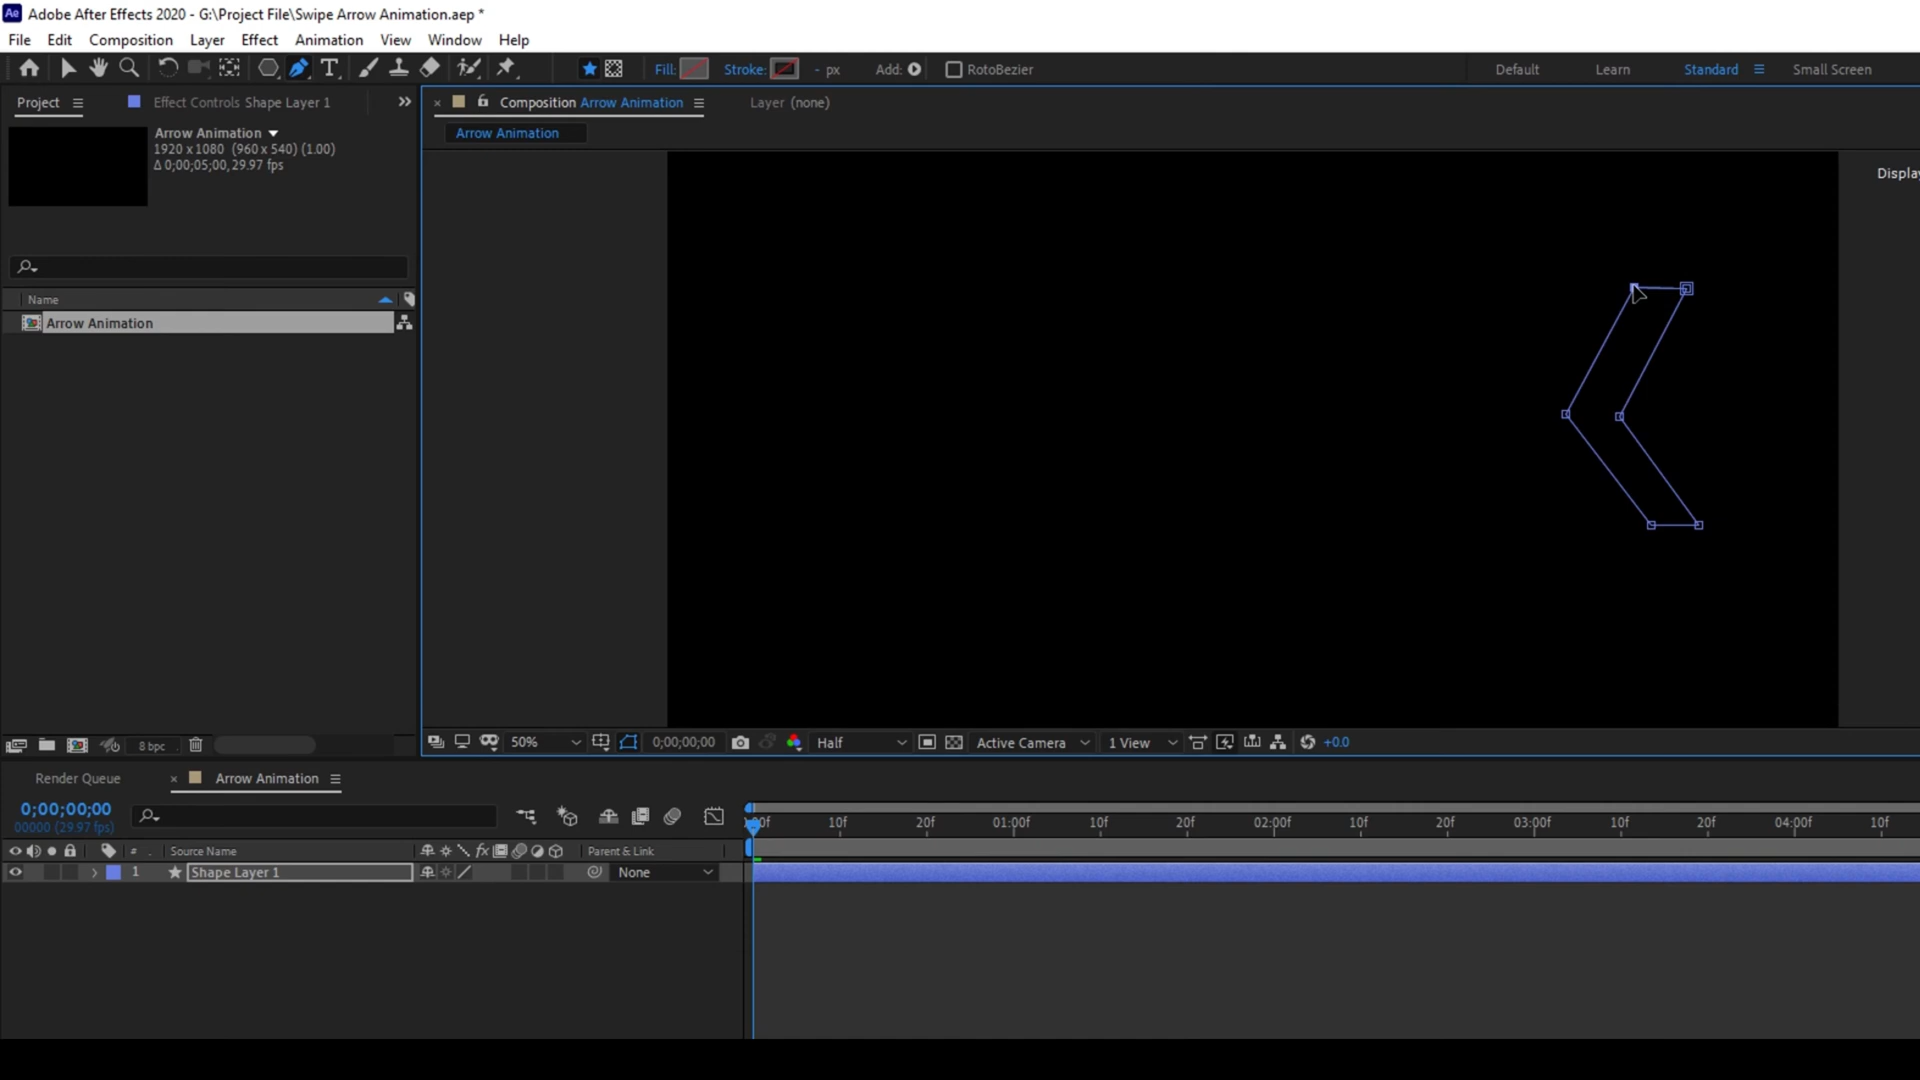 Adobe After Effects 2020 - G:\Project File\Swipe Arrow Animation.aep *
File Edit Composition Layer Effect Animation View Window Help
Fill: Stroke: - px Add: RotoBezier Default Learn Standard Small Screen
Project Effect Controls Shape Layer 1 Composition Arrow Animation Layer (none)
Arrow Animation
Arrow Animation
1920 x 1080 (960 x 540) (1.00)
Δ 0;00;05;00, 29.97 fps
Display
Name
Arrow Animation
8 bpc 50% 0;00;00;00 Half Active Camera 1 View +0.0
Render Queue Arrow Animation
0;00;00;00
00000 (29.97 fps)
:00f 10f 20f 01:00f 10f 20f 02:00f 10f 20f 03:00f 10f 20f 04:00f 10f
# . Source Name fx Parent & Link
1 Shape Layer 1 None